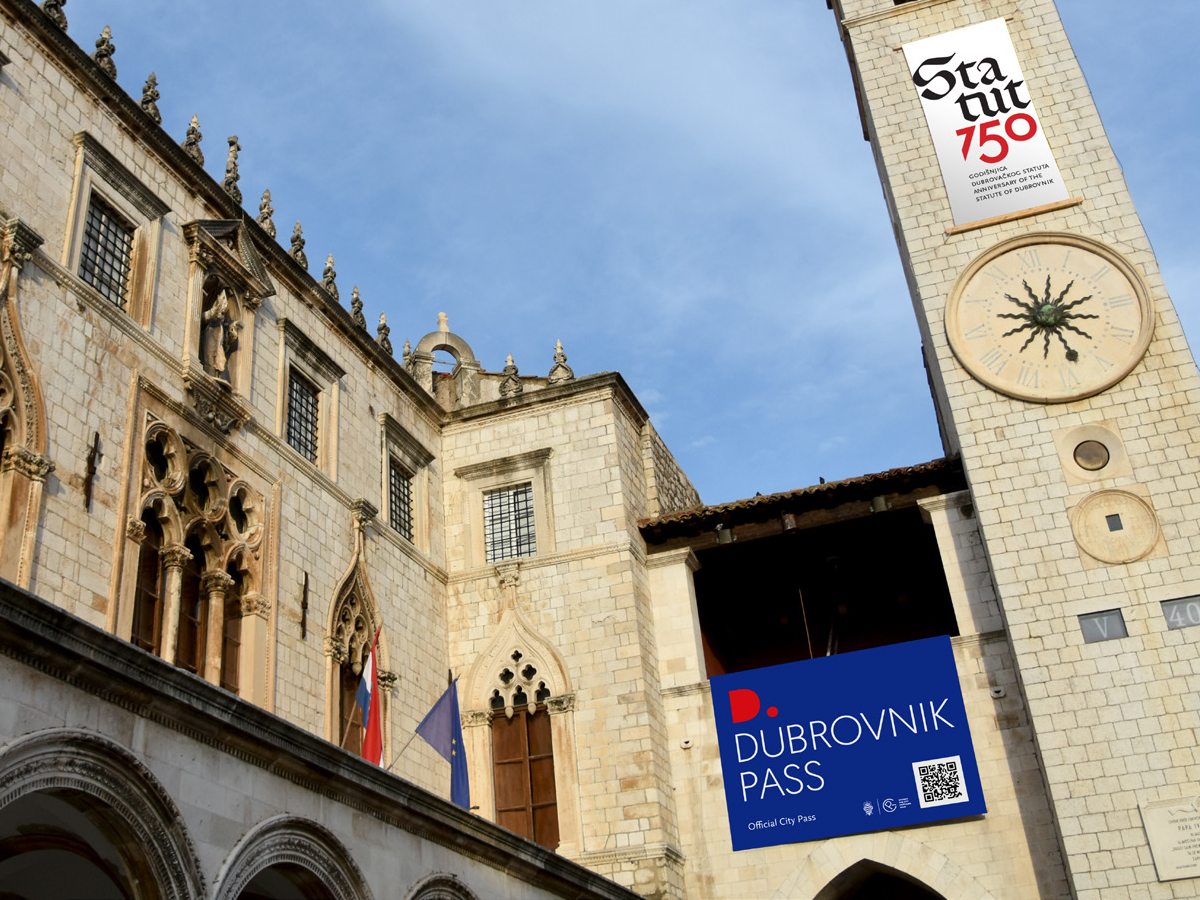 Sta
tut
750
GODIŠNJICA
DUBROVAČKOG STATUTA
ANNIVERSARY OF THE
STATUTE OF DUBROVNIK
V
40
D.
DUBROVNIK
PASS
Official City Pass